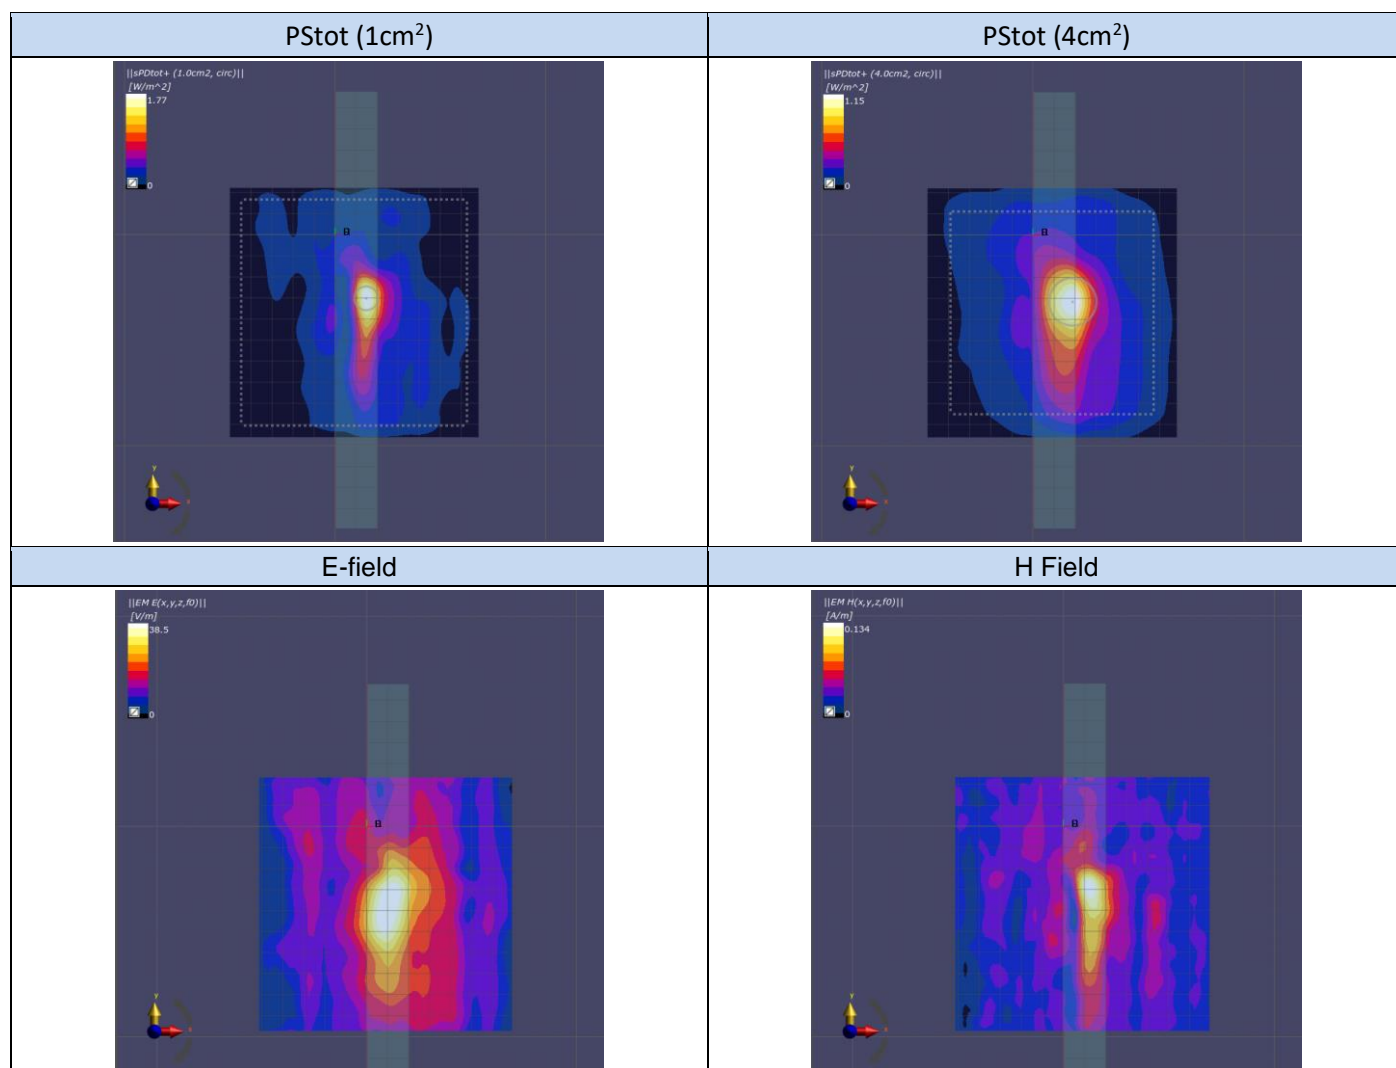 PStot (1cm²)
PStot (4cm²)
||sPDtot+ (1.0cm2, circ)||
[W/m^2]
1.77
0
B
y
x
||sPDtot+ (4.0cm2, circ)||
[W/m^2]
1.15
0
B
y
x
E-field
H Field
||EM E(x,y,z,f0)||
[V/m]
38.5
0
B
y
x
||EM H(x,y,z,f0)||
[A/m]
0.134
0
B
y
x